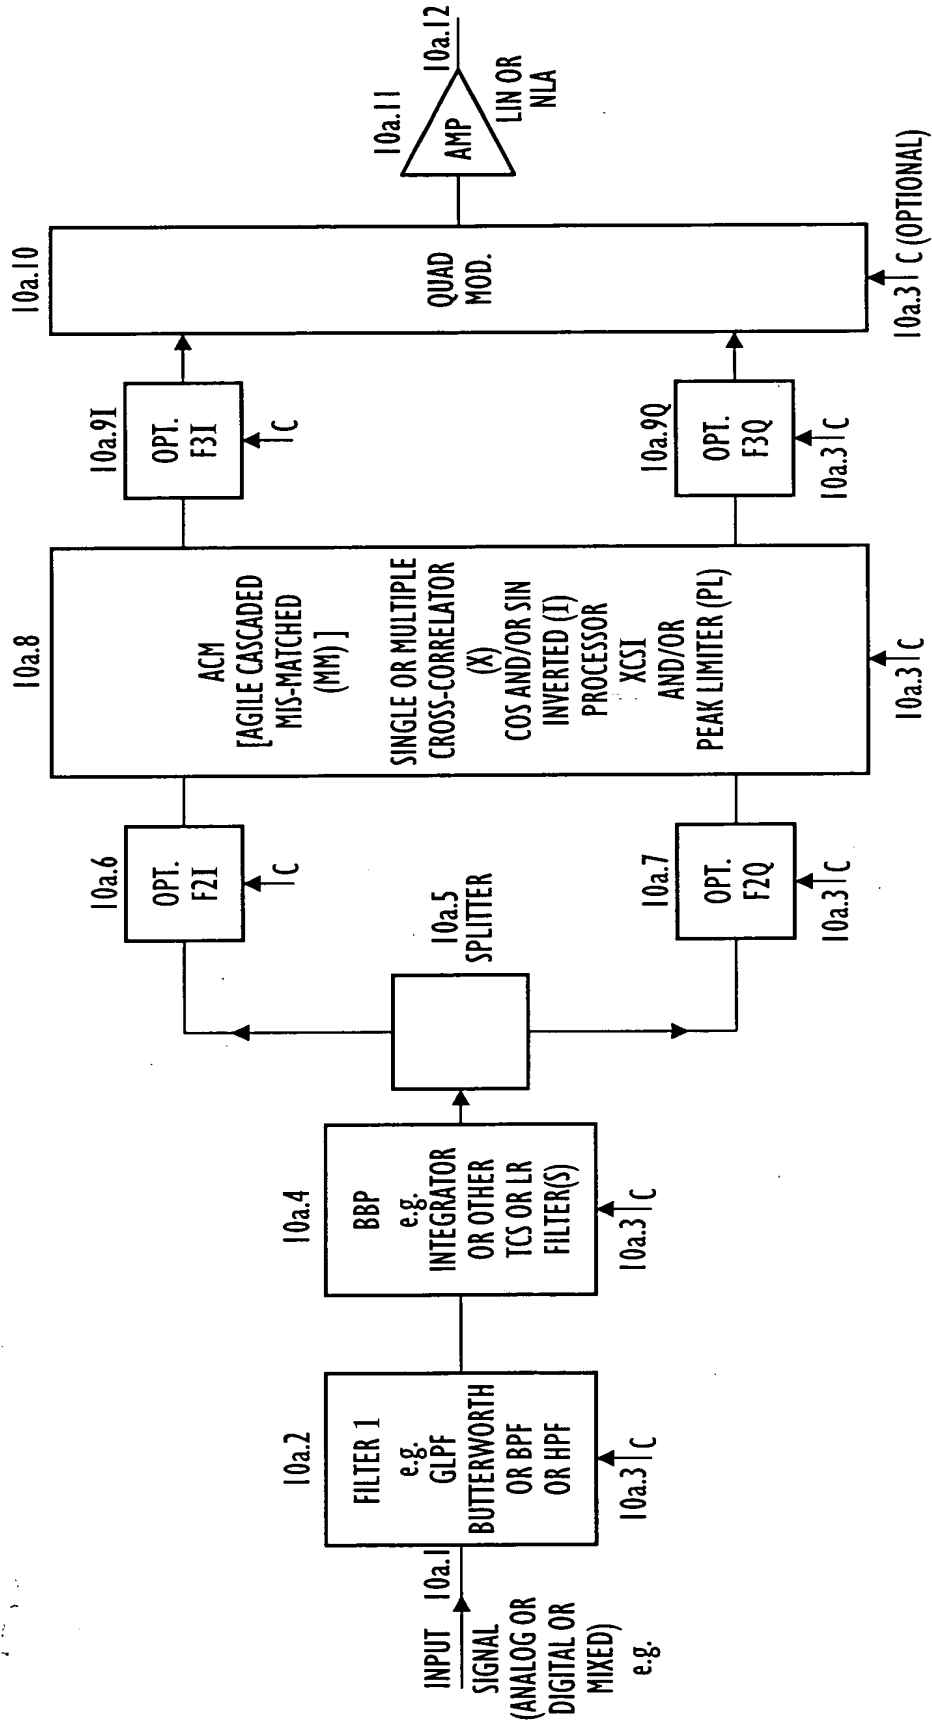 INPUT
SIGNAL
(ANALOG OR
DIGITAL OR
MIXED)
e.g.
10a.1
10a.2
FILTER 1
e.g.
GLPF
BUTTERWORTH
OR BPF
OR HPF
10a.3 C
10a.4
BBP
e.g.
INTEGRATOR
OR OTHER
TCS OR LR
FILTER(S)
10a.3 C
10a.5
SPLITTER
10a.6
OPT.
F2I
C
10a.7
OPT.
F2Q
10a.3 C
10a.8
ACM
[AGILE CASCADED
MIS-MATCHED
(MM) ]
SINGLE OR MULTIPLE
CROSS-CORRELATOR
(X)
COS AND/OR SIN
INVERTED (I)
PROCESSOR
XCSI
AND/OR
PEAK LIMITER (PL)
10a.3 C
10a.9I
OPT.
F3I
C
10a.9Q
OPT.
F3Q
10a.3 C
10a.10
QUAD
MOD.
10a.3 C (OPTIONAL)
10a.11
AMP
LIN OR
NLA
10a.12